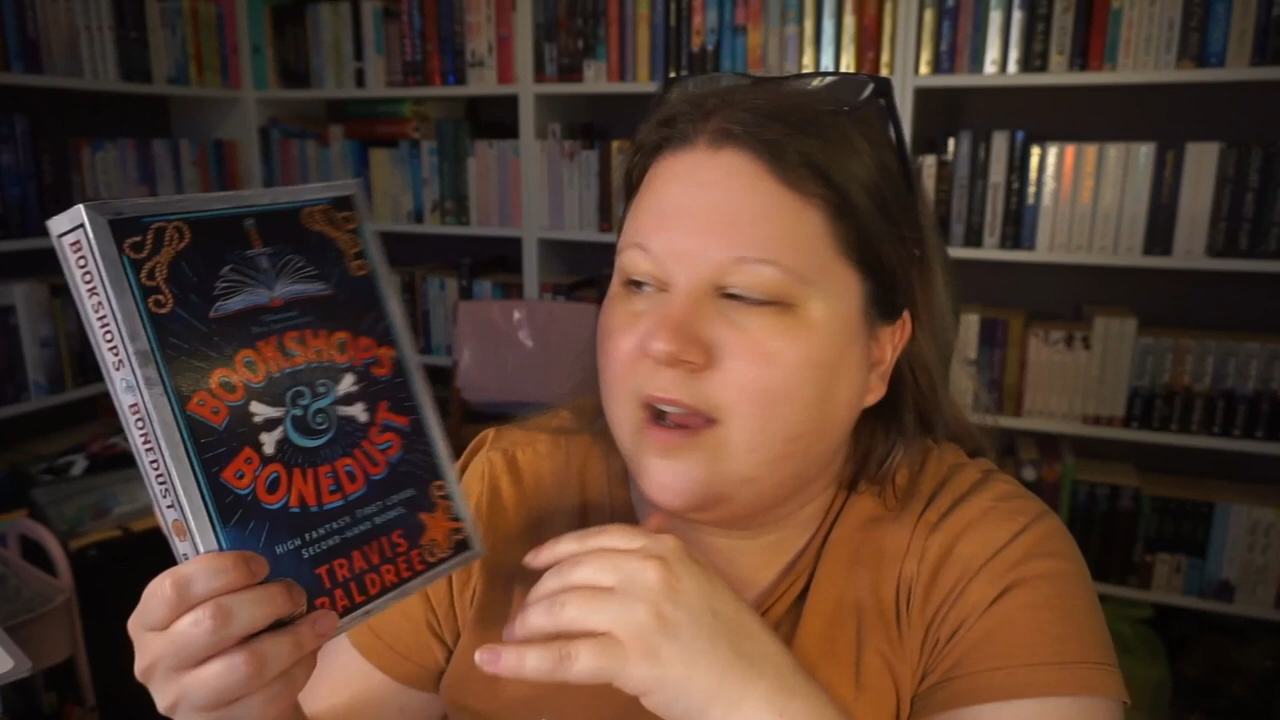 BOOKSHOPS & BONEDUST
BOOKSHOPS
&
BONEDUST
HIGH FANTASY. FIRST LOVES.
SECOND-HAND BOOKS.
TRAVIS
BALDREE